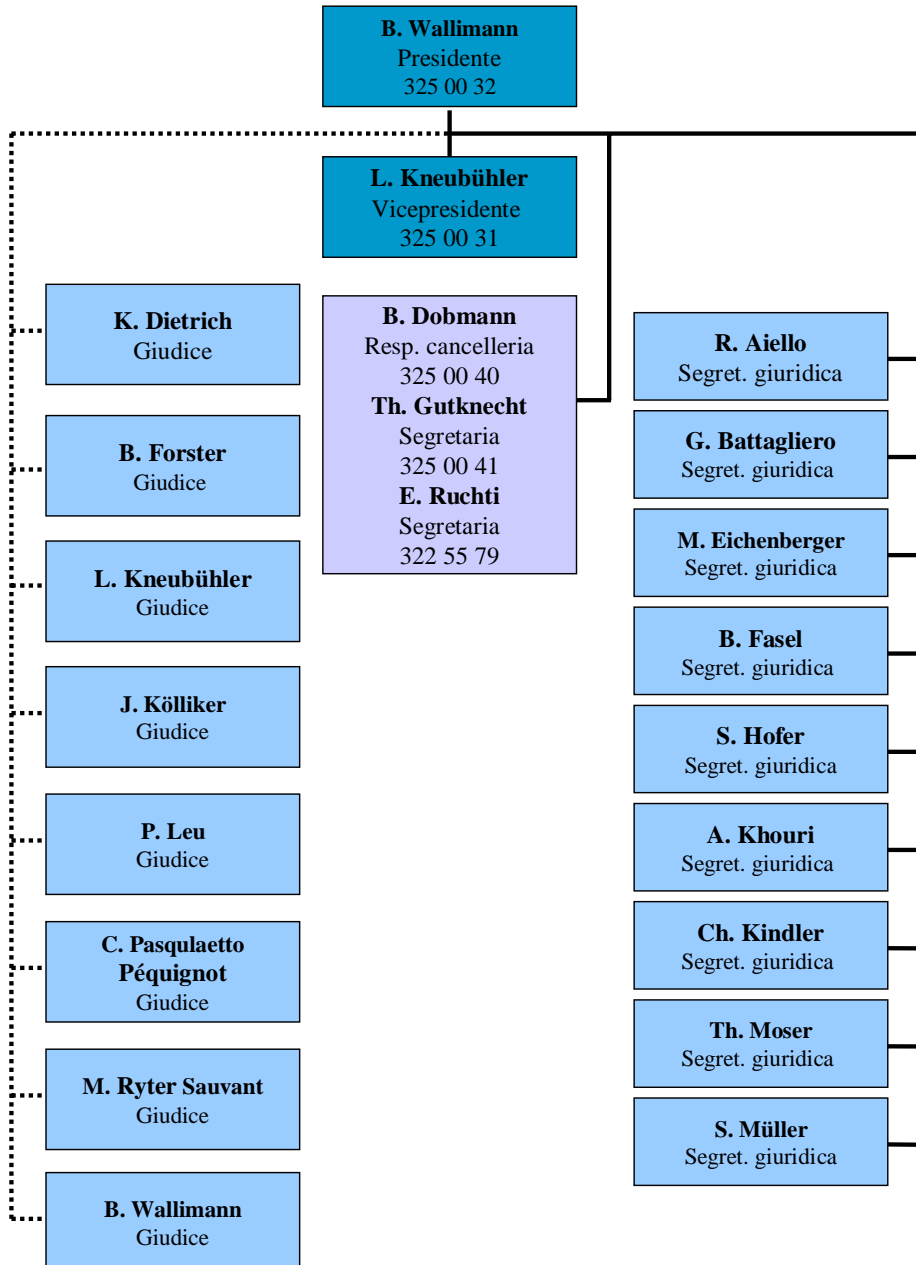 B. Wallimann
Presidente
325 00 32
L. Kneubühler
Vicepresidente
325 00 31
K. Dietrich
Giudice
B. Forster
Giudice
L. Kneubühler
Giudice
J. Kölliker
Giudice
P. Leu
Giudice
C. Pasqulaetto
Péquignot
Giudice
M. Ryter Sauvant
Giudice
B. Wallimann
Giudice
B. Dobmann
Resp. cancelleria
325 00 40
Th. Gutknecht
Segretaria
325 00 41
E. Ruchti
Segretaria
322 55 79
R. Aiello
Segret. giuridica
G. Battagliero
Segret. giuridica
M. Eichenberger
Segret. giuridica
B. Fasel
Segret. giuridica
S. Hofer
Segret. giuridica
A. Khouri
Segret. giuridica
Ch. Kindler
Segret. giuridica
Th. Moser
Segret. giuridica
S. Müller
Segret. giuridica